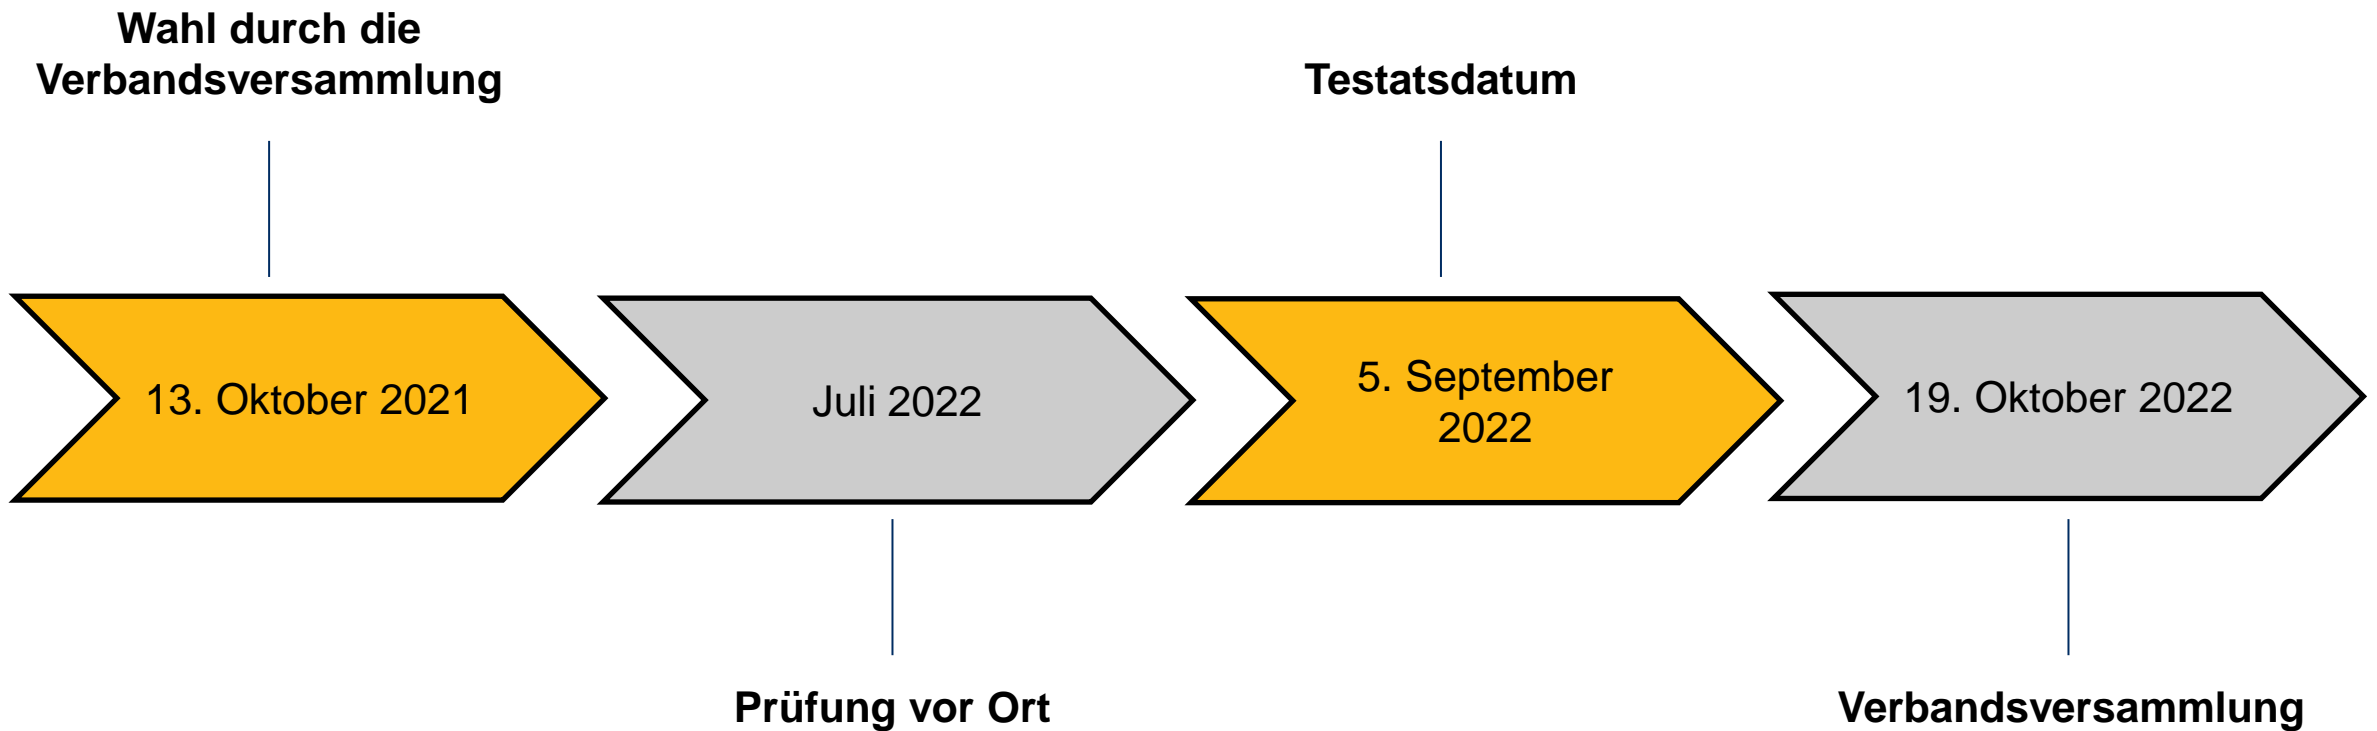 Wahl durch die
Verbandsversammlung
Testatsdatum
13. Oktober 2021
Juli 2022
5. September
2022
19. Oktober 2022
Prüfung vor Ort
Verbandsversammlung